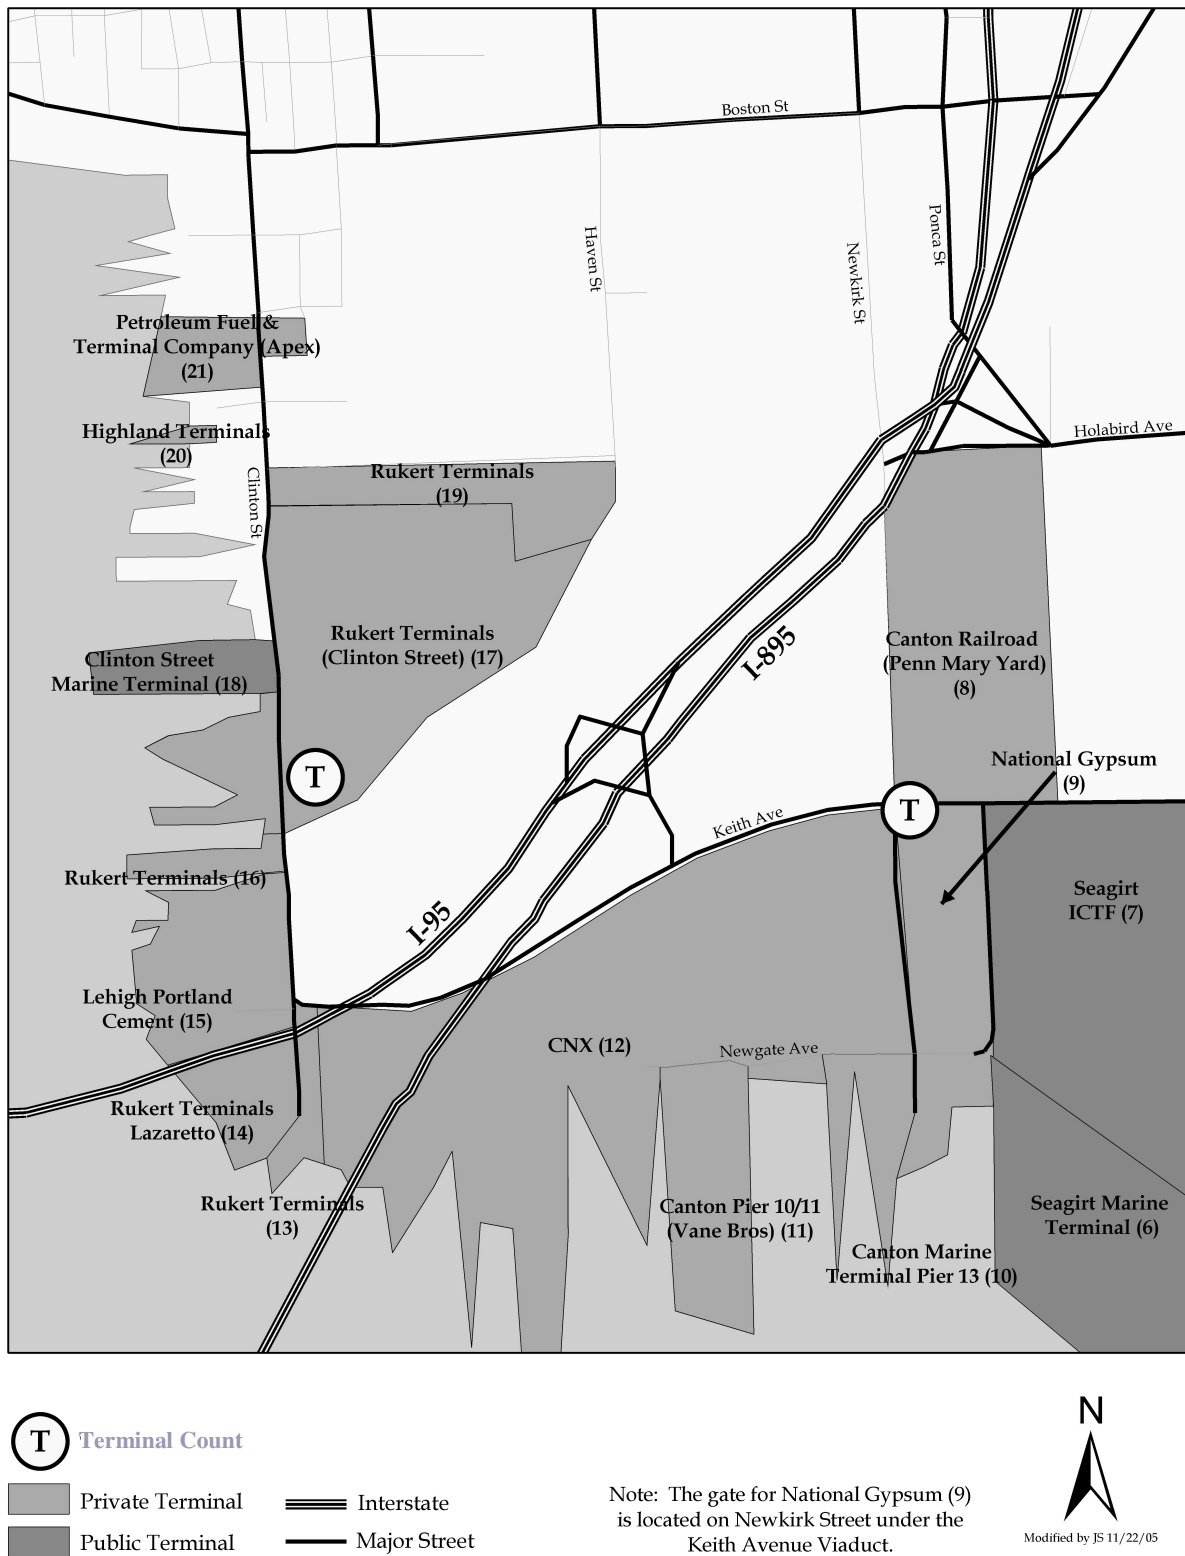 Boston St
Haven St
Newkirk St
Ponca St
Petroleum Fuel &
Terminal Company (Apex)
(21)
Highland Terminals
(20)
Holabird Ave
Clinton St
Rukert Terminals
(19)
Rukert Terminals
(Clinton Street) (17)
I-895
Canton Railroad
(Penn Mary Yard)
(8)
Clinton Street
Marine Terminal (18)
T
National Gypsum
(9)
T
Keith Ave
Rukert Terminals (16)
Seagirt
ICTF (7)
I-95
Lehigh Portland
Cement (15)
CNX (12)
Newgate Ave
Rukert Terminals
Lazaretto (14)
Rukert Terminals
(13)
Canton Pier 10/11
(Vane Bros) (11)
Seagirt Marine
Terminal (6)
Canton Marine
Terminal Pier 13 (10)
T
Terminal Count
Private Terminal
Public Terminal
Interstate
Major Street
Note: The gate for National Gypsum (9)
is located on Newkirk Street under the
Keith Avenue Viaduct.
N
Modified by JS 11/22/05